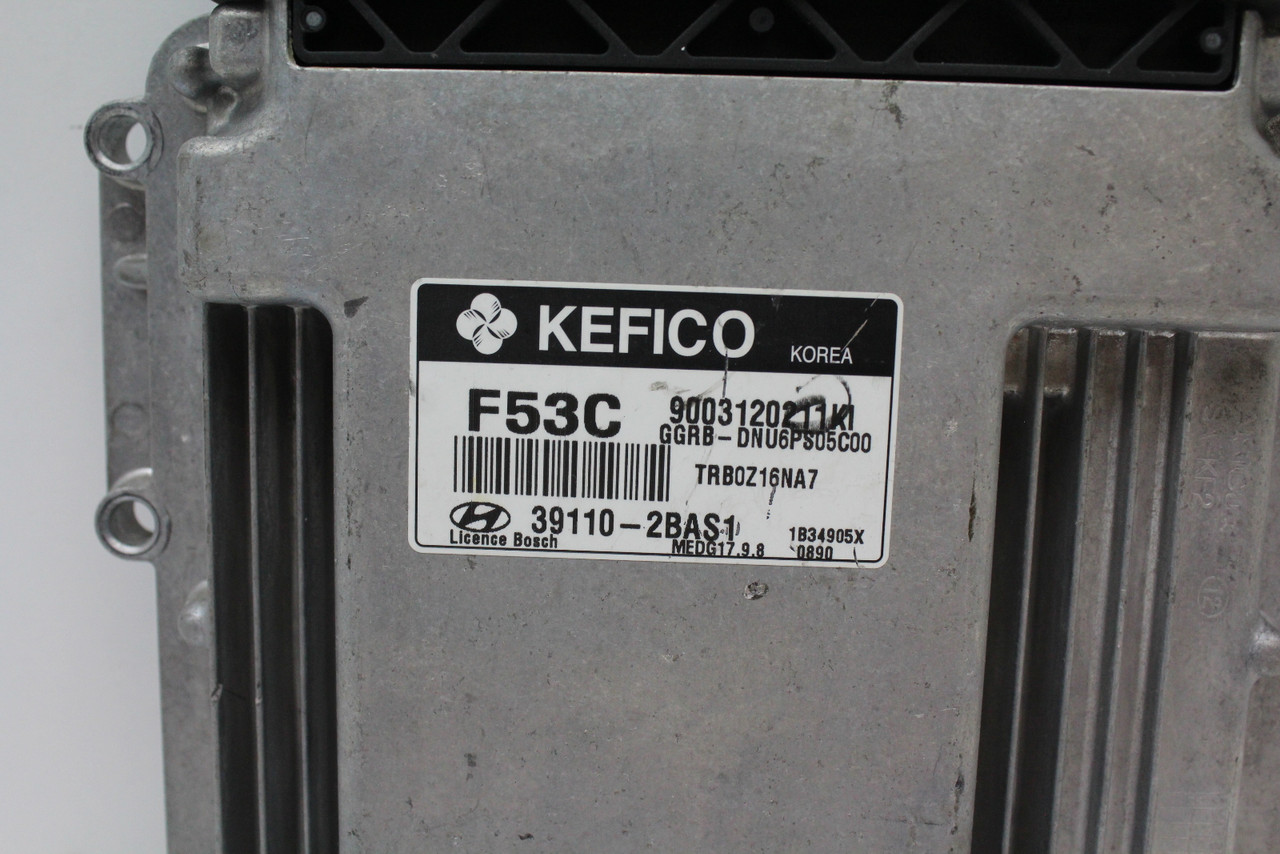 KEFICO KOREA
F53C 9003120211KI
GGRB-DNU6PS05C00
TRB0Z16NA7
39110-2BAS1 1B34905X
Licence Bosch MEDG17.9.8 0890